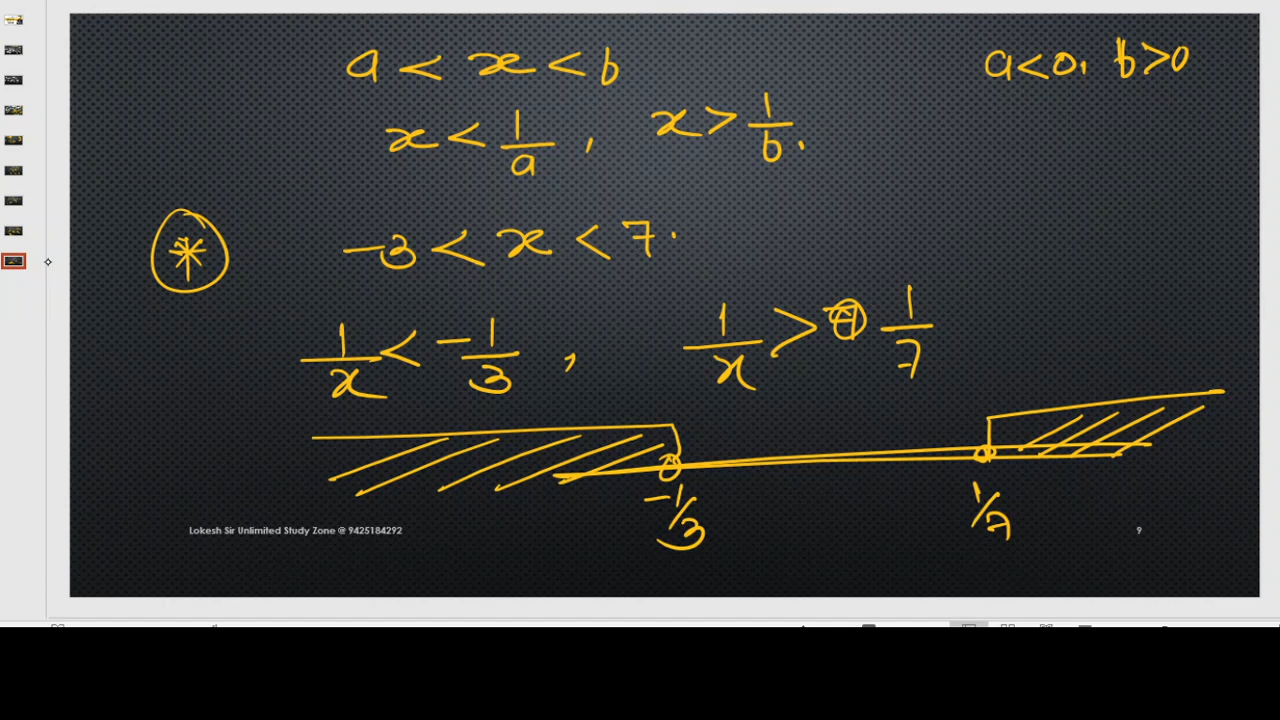 a < x < b    a<0, b>0
x < 1/a , x > 1/b.
* -3 < x < 7.
1/x < -1/3 , 1/x > 1/7
-1/3    1/7
Lokesh Sir Unlimited Study Zone @ 9425184292    9